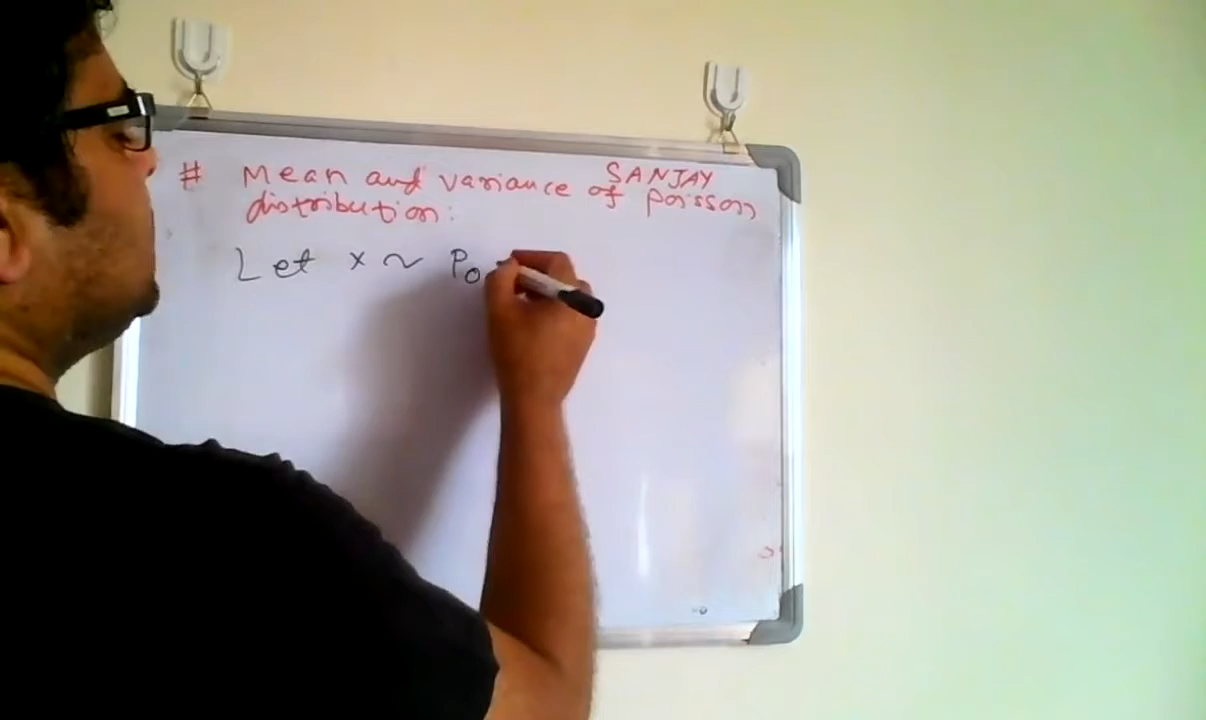 # Mean and variance of poisson
SANJAY
distribution:
Let x ~ Po